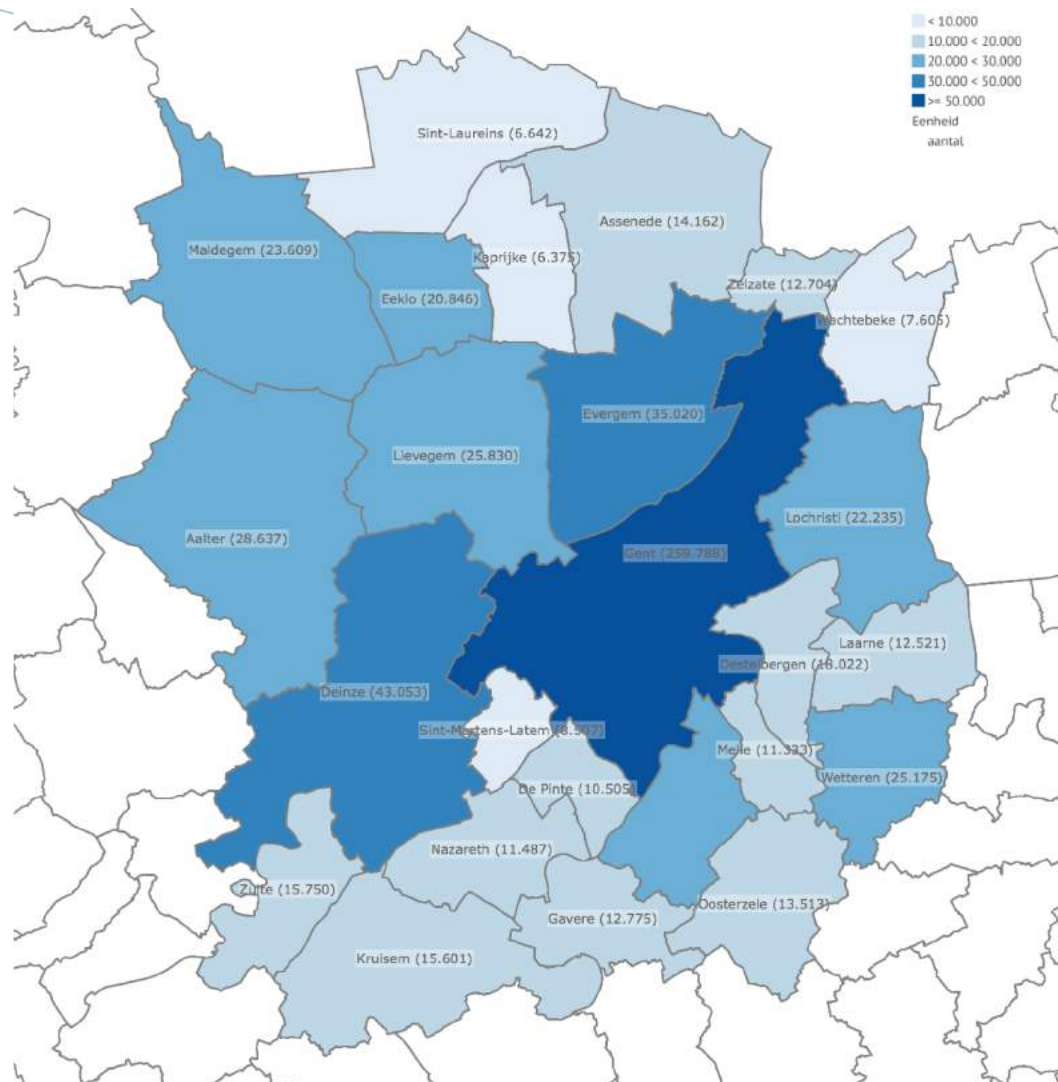 < 10.000
10.000 < 20.000
20.000 < 30.000
30.000 < 50.000
>= 50.000
Eenheid
aantal
Sint-Laureins (6.642)
Assenede (14.162)
Maldegem (23.609)
Kaprijke (6.375)
Zelzate (12.704)
Eeklo (20.846)
Wachtebeke (7.605)
Evergem (35.020)
Lievegem (25.830)
Lochristi (22.235)
Aalter (28.637)
Gent (259.788)
Laarne (12.521)
Destelbergen (18.022)
Deinze (43.053)
Sint-Martens-Latem
Melle (11.333)
Wetteren (25.175)
De Pinte (10.505)
Nazareth (11.487)
Zulte (15.750)
Oosterzele (13.513)
Gavere (12.775)
Kruisem (15.601)